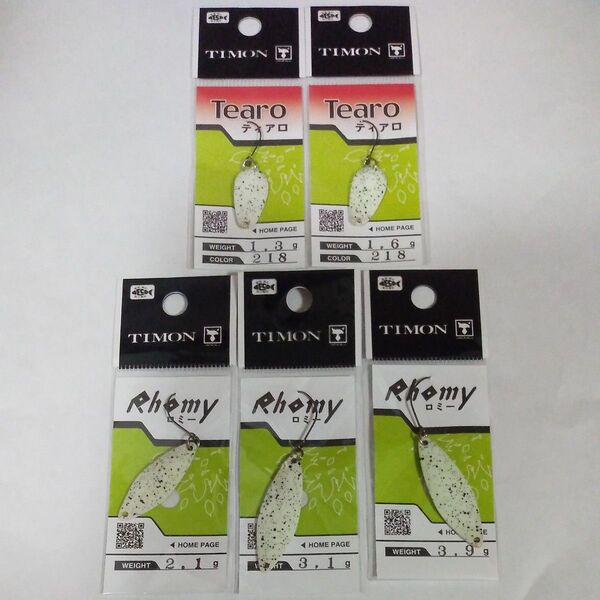 TIMON
Tearo
ティアロ
◀ HOME PAGE
WEIGHT 1.3g
COLOR 218
TIMON
Tearo
ティアロ
◀ HOME PAGE
WEIGHT 1.6g
COLOR 218
TIMON
Rhomy
ロミー
◀ HOME PAGE
WEIGHT 2.1g
TIMON
Rhomy
ロミー
◀ HOME PAGE
WEIGHT 3.1g
TIMON
Rhomy
ロミー
◀ HOME PAGE
WEIGHT 3.9g